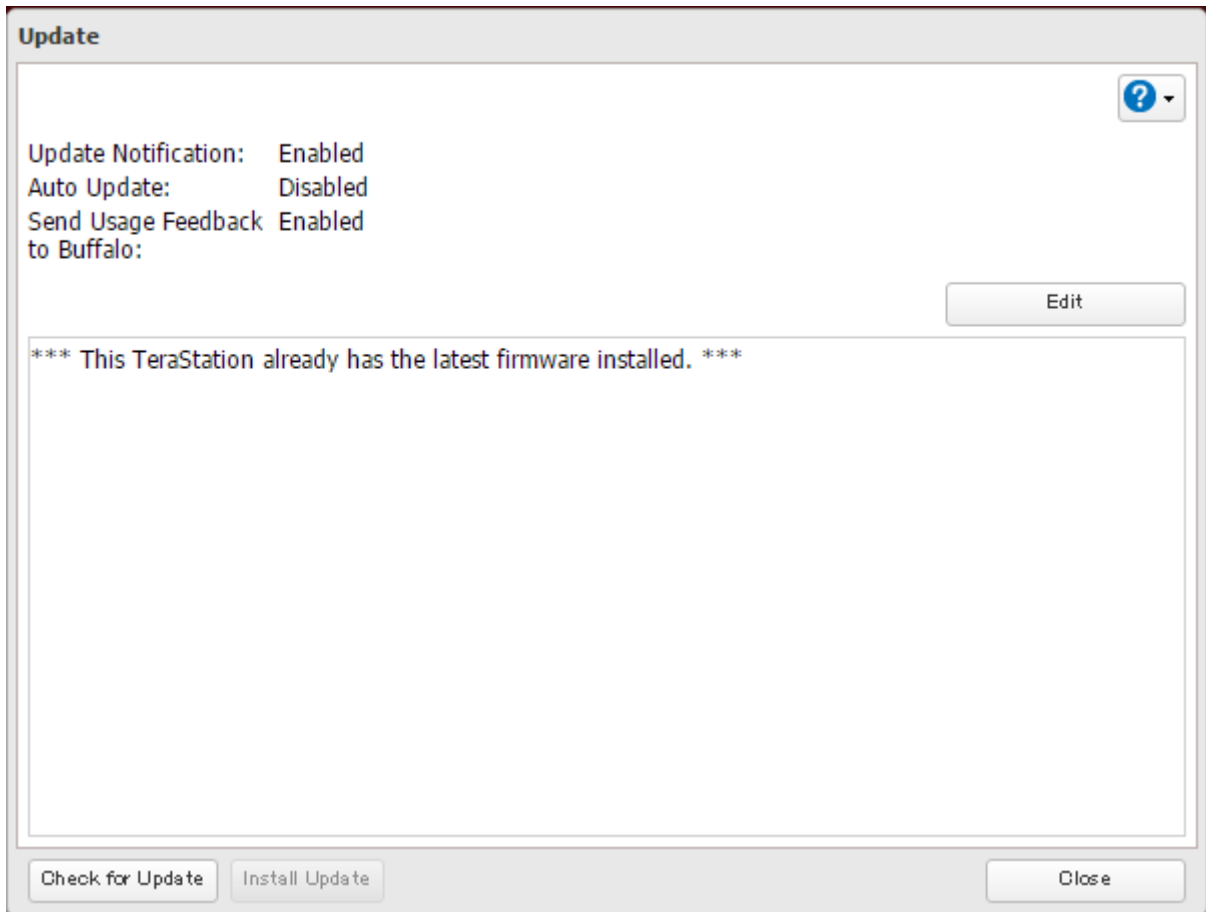 Update
Update Notification: Enabled
Auto Update: Disabled
Send Usage Feedback Enabled
to Buffalo:
Edit
*** This TeraStation already has the latest firmware installed. ***
Check for Update Install Update Close